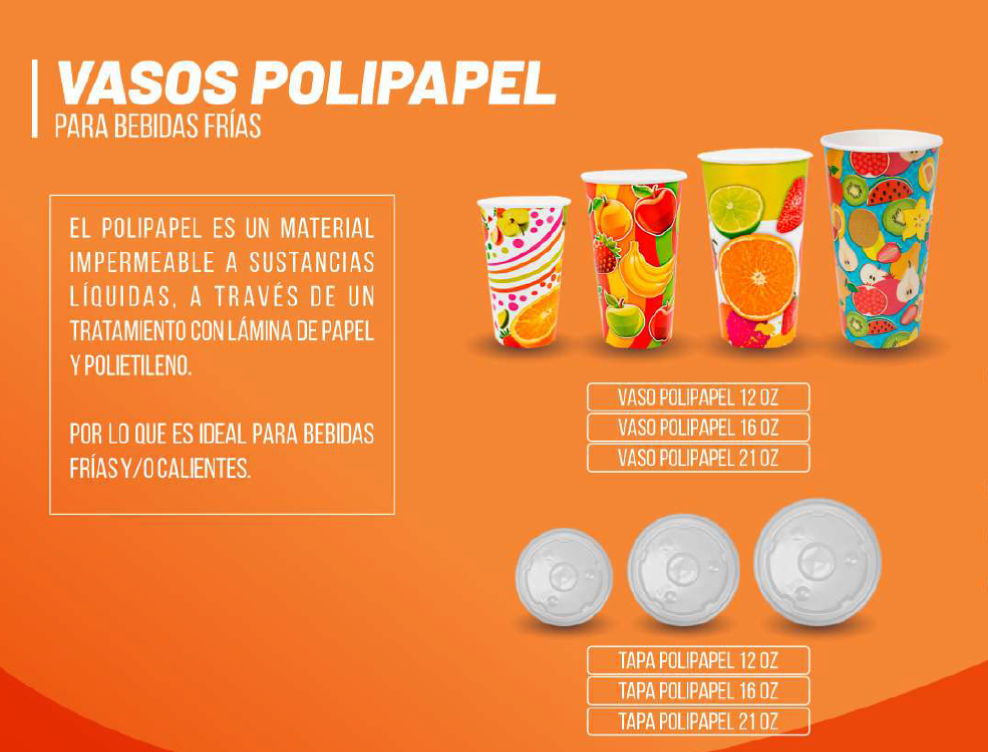 VASOS POLIPAPEL
PARA BEBIDAS FRÍAS
EL POLIPAPEL ES UN MATERIAL
IMPERMEABLE A SUSTANCIAS
LÍQUIDAS, A TRAVÉS DE UN
TRATAMIENTO CON LÁMINA DE PAPEL
Y POLIETILENO.
POR LO QUE ES IDEAL PARA BEBIDAS
FRÍAS Y/O CALIENTES.
VASO POLIPAPEL 12 OZ
VASO POLIPAPEL 16 OZ
VASO POLIPAPEL 21 OZ
TAPA POLIPAPEL 12 OZ
TAPA POLIPAPEL 16 OZ
TAPA POLIPAPEL 21 OZ